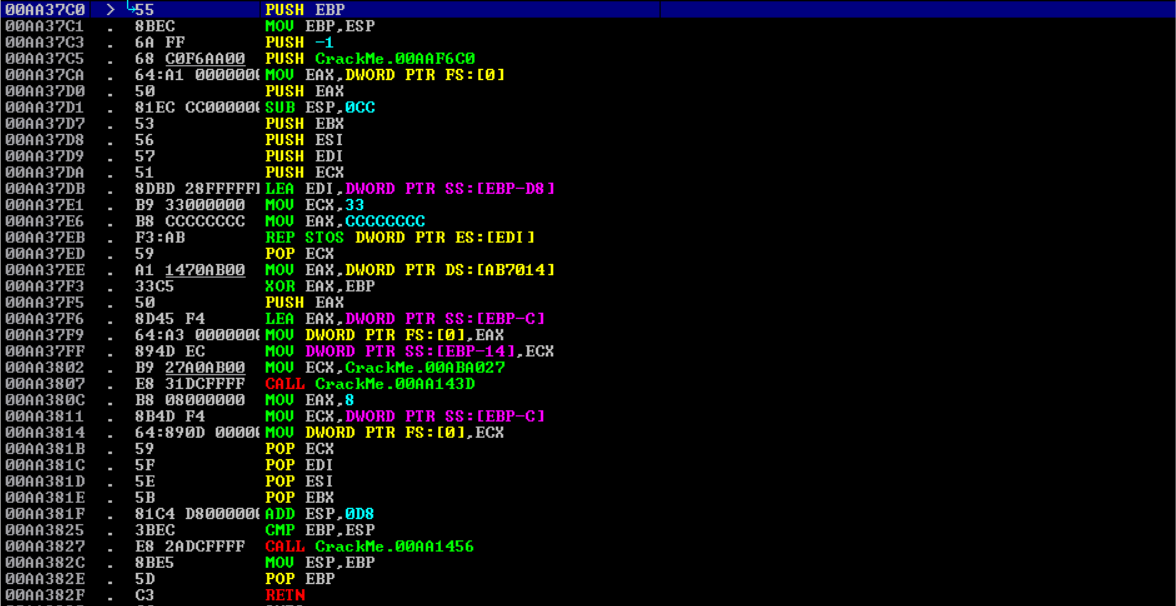 00AA37C0 > 55 PUSH EBP
00AA37C1 . 8BEC MOV EBP,ESP
00AA37C3 . 6A FF PUSH -1
00AA37C5 . 68 C0F6AA00 PUSH CrackMe.00AAF6C0
00AA37CA . 64:A1 0000000( MOV EAX,DWORD PTR FS:[0]
00AA37D0 . 50 PUSH EAX
00AA37D1 . 81EC CC00000( SUB ESP,0CC
00AA37D7 . 53 PUSH EBX
00AA37D8 . 56 PUSH ESI
00AA37D9 . 57 PUSH EDI
00AA37DA . 51 PUSH ECX
00AA37DB . 8DBD 28FFFFF LEA EDI,DWORD PTR SS:[EBP-D8]
00AA37E1 . B9 33000000 MOV ECX,33
00AA37E6 . B8 CCCCCCCC MOV EAX,CCCCCCCC
00AA37EB . F3:AB REP STOS DWORD PTR ES:[EDI]
00AA37ED . 59 POP ECX
00AA37EE . A1 1470AB00 MOV EAX,DWORD PTR DS:[AB7014]
00AA37F3 . 33C5 XOR EAX,EBP
00AA37F5 . 50 PUSH EAX
00AA37F6 . 8D45 F4 LEA EAX,DWORD PTR SS:[EBP-C]
00AA37F9 . 64:A3 0000000( MOV DWORD PTR FS:[0],EAX
00AA37FF . 894D EC MOV DWORD PTR SS:[EBP-14],ECX
00AA3802 . B9 27A0AB00 MOV ECX,CrackMe.00ABA027
00AA3807 . E8 31DCFFFF CALL CrackMe.00AA143D
00AA380C . B8 08000000 MOV EAX,8
00AA3811 . 8B4D F4 MOV ECX,DWORD PTR SS:[EBP-C]
00AA3814 . 64:890D 0000( MOV DWORD PTR FS:[0],ECX
00AA381B . 59 POP ECX
00AA381C . 5F POP EDI
00AA381D . 5E POP ESI
00AA381E . 5B POP EBX
00AA381F . 81C4 D800000( ADD ESP,0D8
00AA3825 . 3BEC CMP EBP,ESP
00AA3827 . E8 2ADCFFFF CALL CrackMe.00AA1456
00AA382C . 8BE5 MOV ESP,EBP
00AA382E . 5D POP EBP
00AA382F . C3 RETN